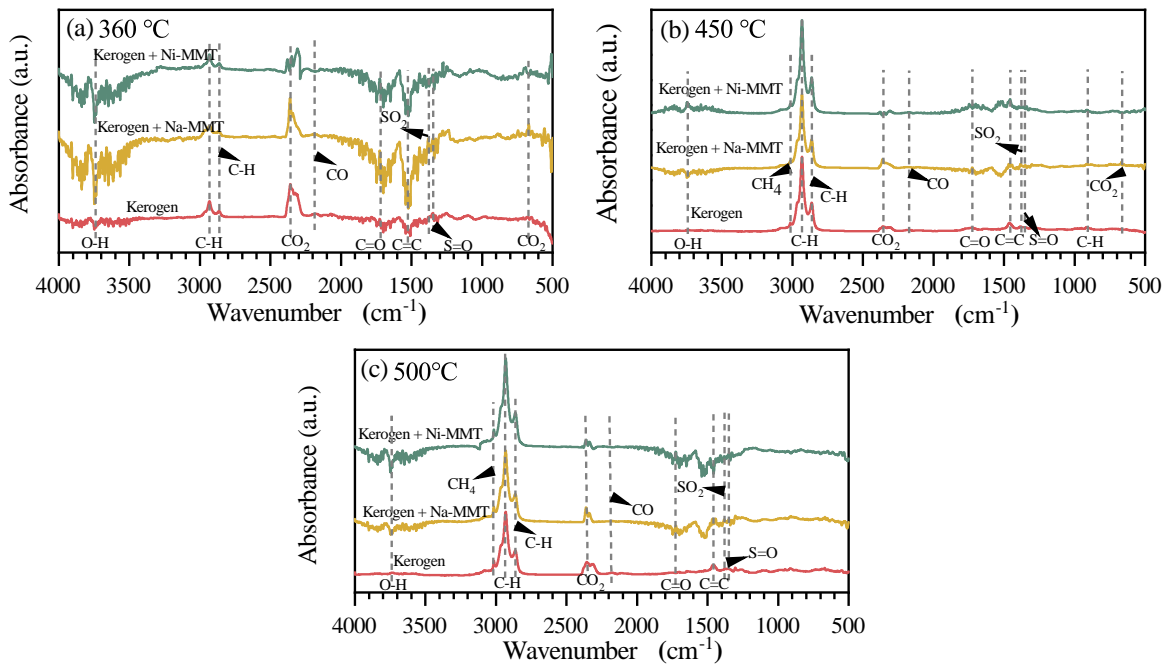 (a) 360 °C
Kerogen + Ni-MMT
Kerogen + Na-MMT
SO2
C-H
CO
Kerogen
O-H
C-H
CO2
C=O
C=C
S=O
CO2
4000 3500 3000 2500 2000 1500 1000 500
Wavenumber (cm-1)
Absorbance (a.u.)
(b) 450 °C
Kerogen + Ni-MMT
SO2
Kerogen + Na-MMT
CH4
C-H
CO
CO2
Kerogen
O-H
C-H
CO2
C=O
C=C
S=O
C-H
4000 3500 3000 2500 2000 1500 1000 500
Wavenumber (cm-1)
Absorbance (a.u.)
(c) 500°C
Kerogen + Ni-MMT
CH4
SO2
Kerogen + Na-MMT
CO
C-H
Kerogen
S=O
O-H
C-H
CO2
C=O
C=C
4000 3500 3000 2500 2000 1500 1000 500
Wavenumber (cm-1)
Absorbance (a.u.)